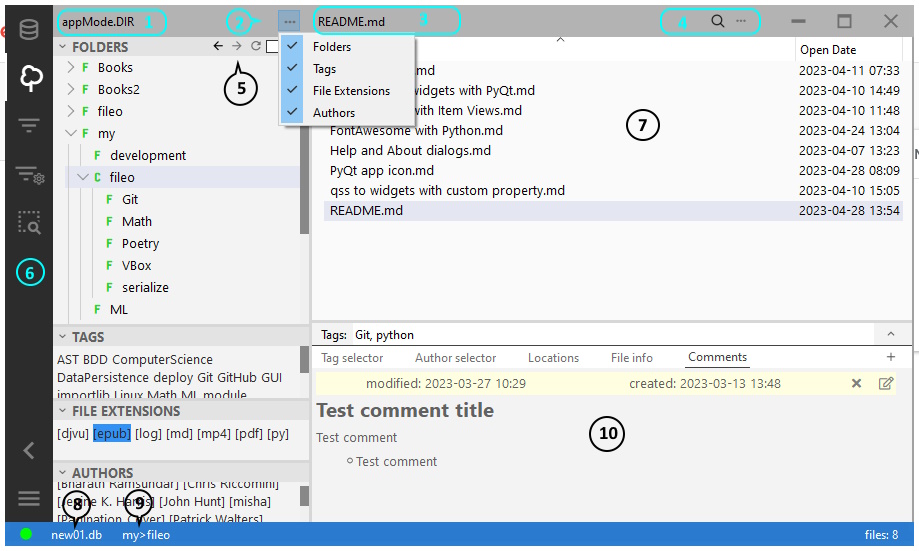 appMode.DIR 1 2 ... README.md 3 4 ...
FOLDERS
5
Books
Books2
fileo
my
development
fileo
Git
Math
Poetry
VBox
serialize
ML
6
Folders
Tags
File Extensions
Authors
Open Date
md 2023-04-11 07:33
widgets with PyQt.md 2023-04-10 14:49
with Item Views.md 2023-04-10 11:48
FontAwesome with Python.md 2023-04-24 13:04
Help and About dialogs.md 2023-04-07 13:23
PyQt app icon.md 2023-04-28 08:09
qss to widgets with custom property.md 2023-04-10 15:05
README.md 2023-04-28 13:54
7
TAGS
AST BDD ComputerScience
DataPersistence deploy Git GitHub GUI
importlib Linux Math ML module
FILE EXTENSIONS
[djvu] [epub] [log] [md] [mp4] [pdf] [py]
AUTHORS
[Bharath Ramsundar] [Chris Riccomini]
K. Harris] [John Hunt] [misha]
[Patrick Walters]
Tags: Git, python
Tag selector Author selector Locations File info Comments +
modified: 2023-03-27 10:29 created: 2023-03-13 13:48
Test comment title
Test comment
Test comment
10
8 9
new01.db my>fileo files: 8